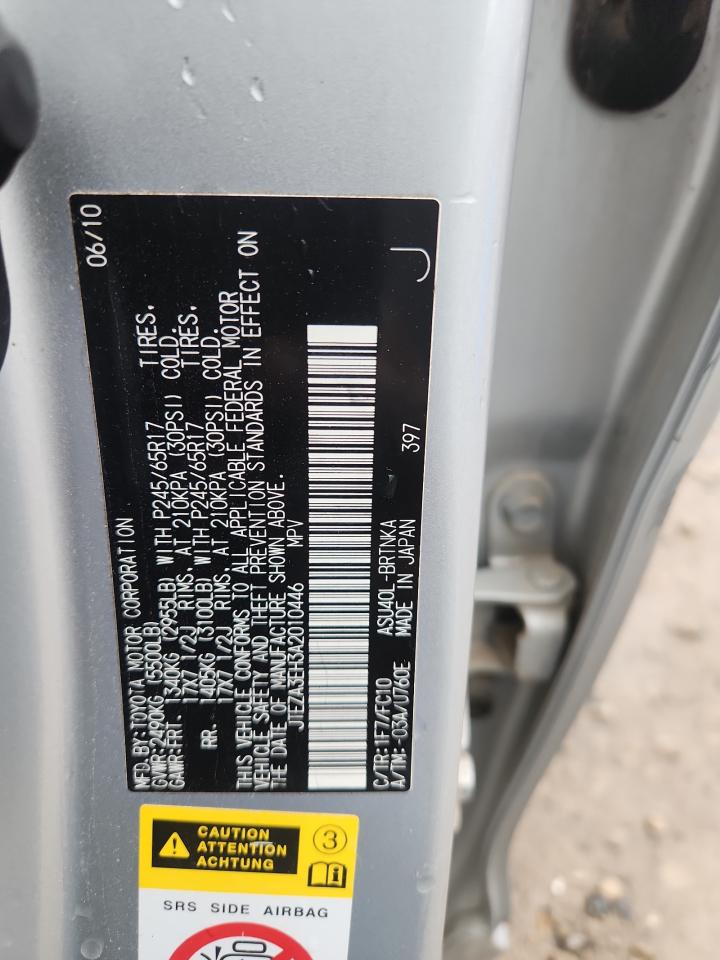 MFD.BY:TOYOTA MOTOR CORPORATION 06/10
GVWR:2490KG (5500LB)
GAWR:FRT. 1340KG (2955LB) WITH P245/65R17 TIRES.
17X7 1/2J RIMS. AT 210KPA (30PSI) COLD.
RR. 1405KG (3100LB) WITH P245/65R17 TIRES.
17X7 1/2J RIMS. AT 210KPA (30PSI) COLD.
THIS VEHICLE CONFORMS TO ALL APPLICABLE FEDERAL MOTOR
VEHICLE SAFETY AND THEFT PREVENTION STANDARDS IN EFFECT ON
THE DATE OF MANUFACTURE SHOWN ABOVE.
JTEZA3EH3A2010446 MPV
C/TR:1F7/FC10 ASU40L-BRTNKA 397
A/TM:-03A/U760E MADE IN JAPAN J
CAUTION
ATTENTION
ACHTUNG
3
SRS SIDE AIRBAG